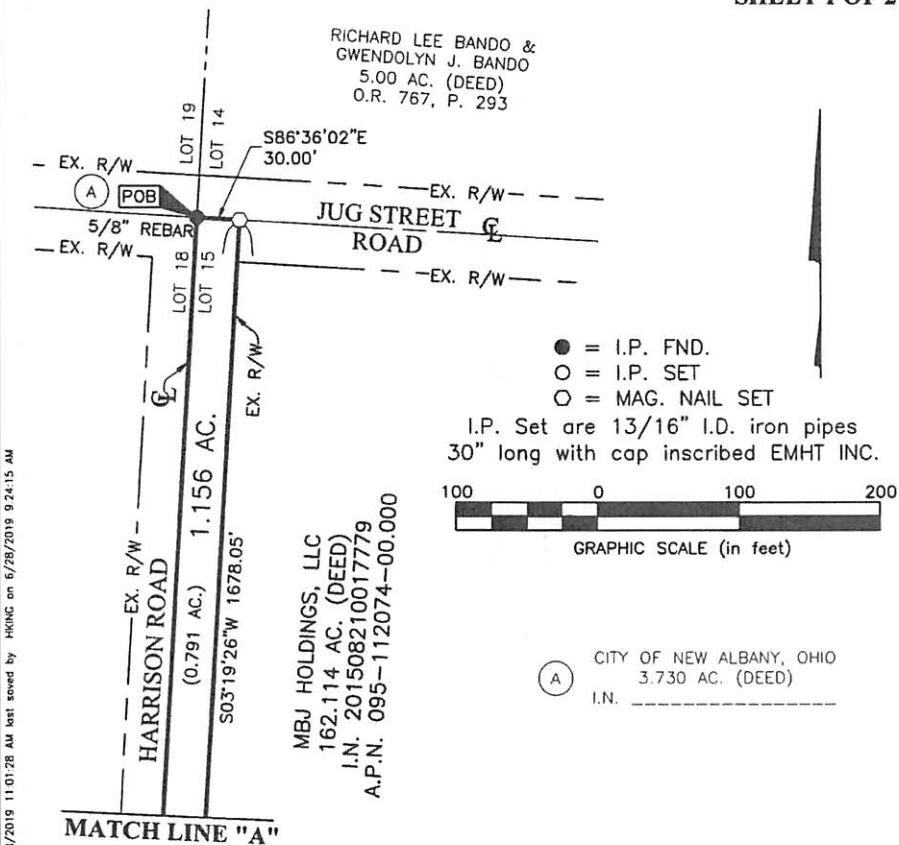 RICHARD LEE BANDO &
GWENDOLYN J. BANDO
5.00 AC. (DEED)
O.R. 767, P. 293
LOT 19
LOT 14
S86°36'02"E
30.00'
EX. R/W
A
POB
EX. R/W
JUG STREET
ROAD
5/8" REBAR
EX. R/W
EX. R/W
LOT 18
LOT 15
EX. R/W
● = I.P. FND.
○ = I.P. SET
⬡ = MAG. NAIL SET
I.P. Set are 13/16" I.D. iron pipes
30" long with cap inscribed EMHT INC.
100 0 100 200
GRAPHIC SCALE (in feet)
EX. R/W
HARRISON ROAD
1.156 AC.
(0.791 AC.)
S03°19'26"W 1678.05'
MBJ HOLDINGS, LLC
162.114 AC. (DEED)
I.N. 201508210017779
A.P.N. 095-112074-00.000
A
CITY OF NEW ALBANY, OHIO
3.730 AC. (DEED)
I.N.
MATCH LINE "A"
/2019 11:01:28 AM last saved by HKING on 6/28/2019 9:24:15 AM